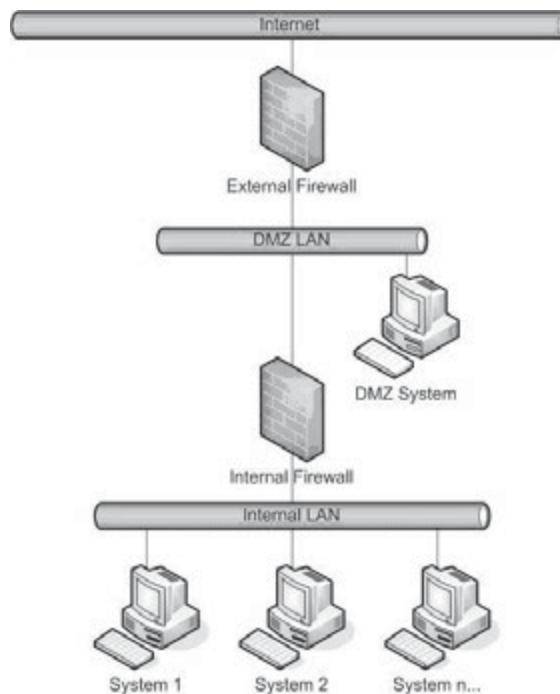 Internet
External Firewall
DMZ LAN
DMZ System
Internal Firewall
Internal LAN
System 1
System 2
System n...